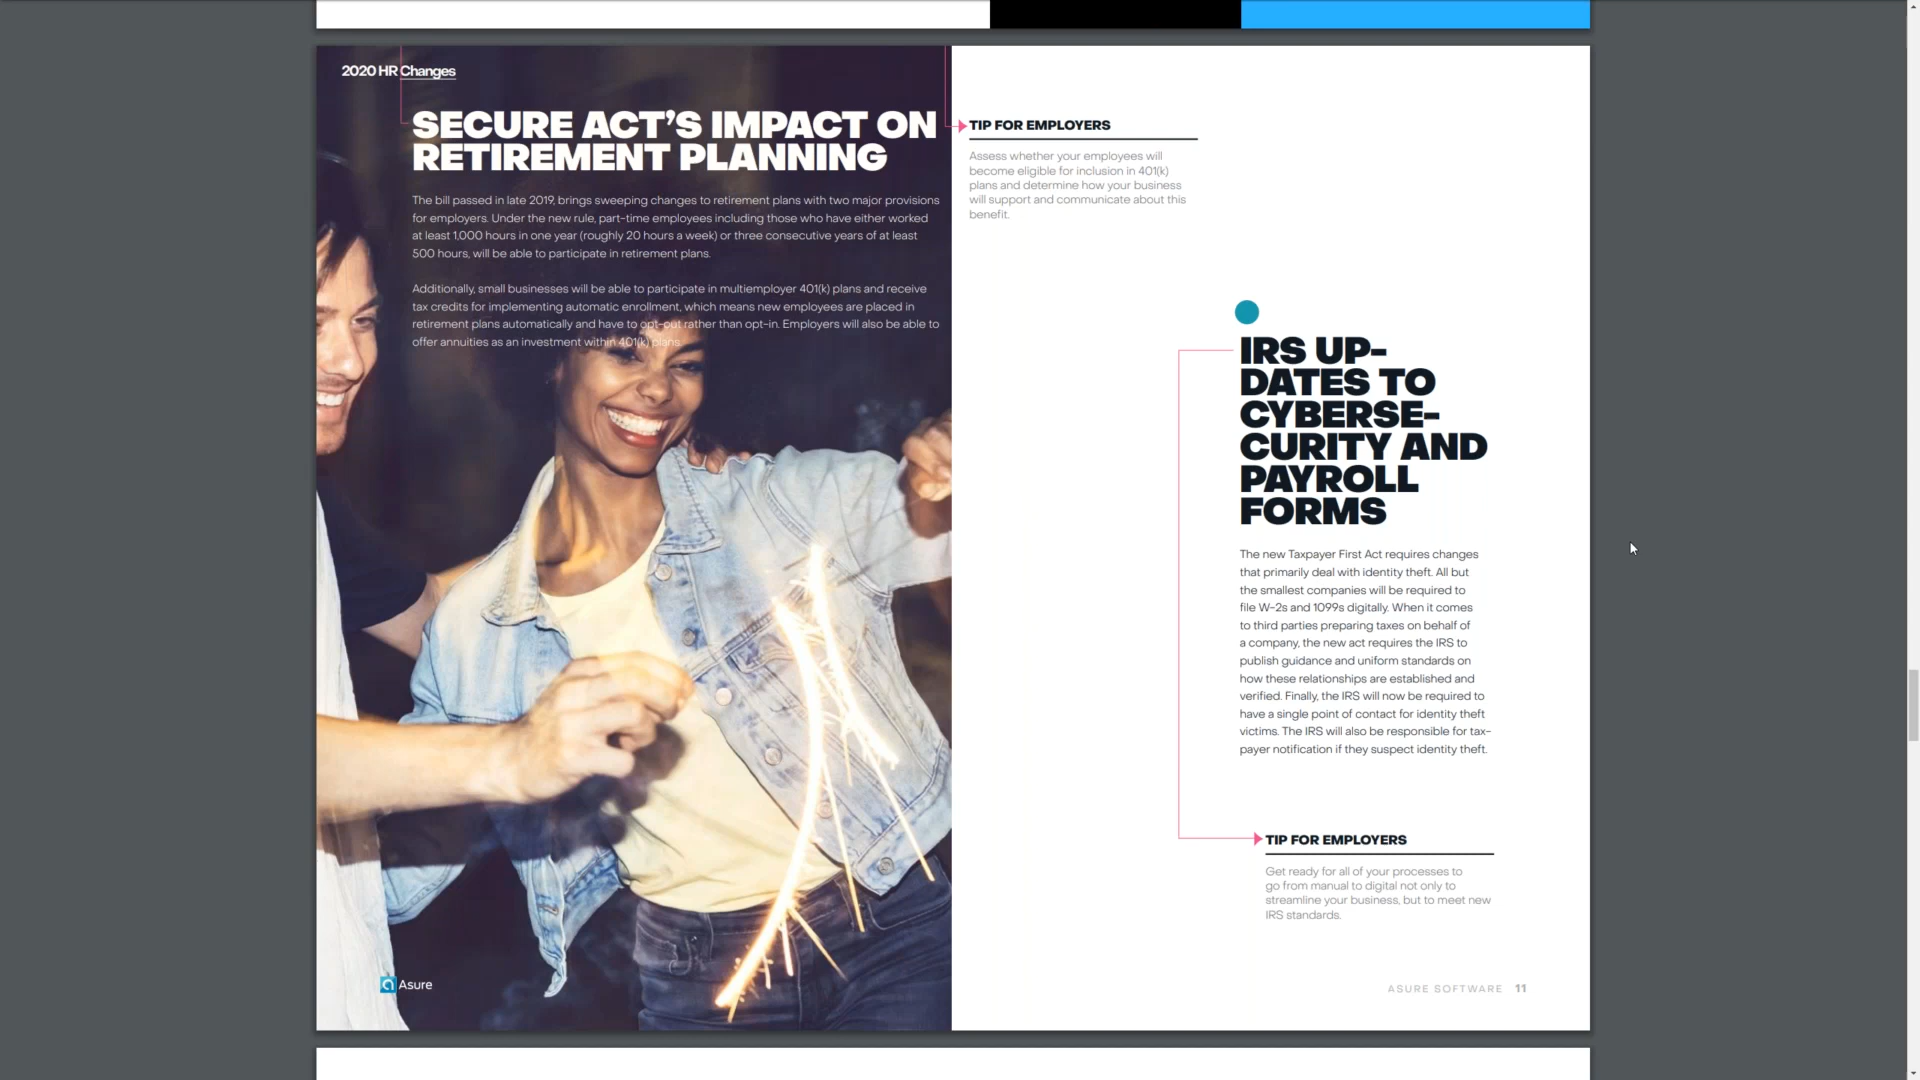 2020 HR Changes
SECURE ACT'S IMPACT ON
RETIREMENT PLANNING
The bill passed in late 2019, brings sweeping changes to retirement plans with two major provisions
for employers. Under the new rule, part-time employees including those who have either worked
at least 1,000 hours in one year (roughly 20 hours a week) or three consecutive years of at least
500 hours, will be able to participate in retirement plans.
Additionally, small businesses will be able to participate in multiemployer 401(k) plans and receive
tax credits for implementing automatic enrollment, which means new employees are placed in
retirement plans automatically and have to opt-out rather than opt-in. Employers will also be able to
offer annuities as an investment within 401(k) plans.
Asure
TIP FOR EMPLOYERS
Assess whether your employees will
become eligible for inclusion in 401(k)
plans and determine how your business
will support and communicate about this
benefit.
IRS UP-
DATES TO
CYBERSE-
CURITY AND
PAYROLL
FORMS
The new Taxpayer First Act requires changes
that primarily deal with identity theft. All but
the smallest companies will be required to
file W-2s and 1099s digitally. When it comes
to third parties preparing taxes on behalf of
a company, the new act requires the IRS to
publish guidance and uniform standards on
how these relationships are established and
verified. Finally, the IRS will now be required to
have a single point of contact for identity theft
victims. The IRS will also be responsible for tax-
payer notification if they suspect identity theft.
TIP FOR EMPLOYERS
Get ready for all of your processes to
go from manual to digital not only to
streamline your business, but to meet new
IRS standards.
ASURE SOFTWARE 11